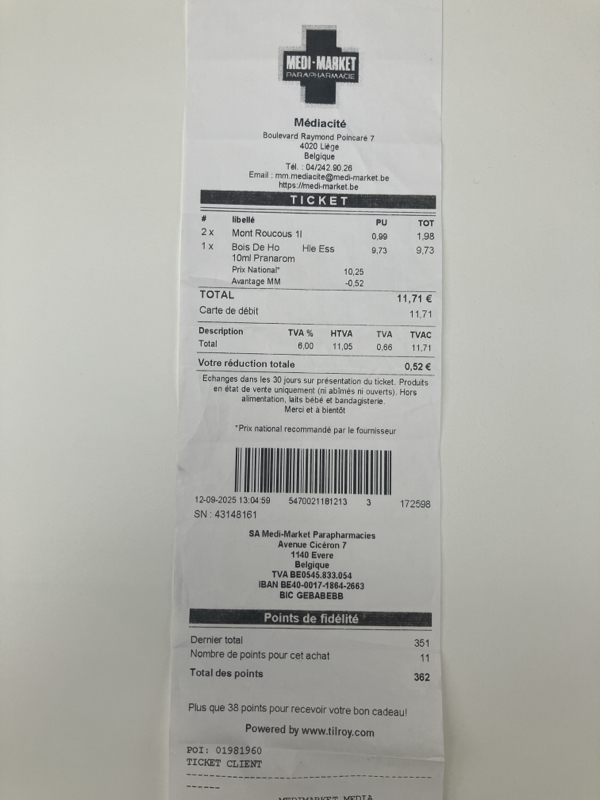 MEDI-MARKET
PARAPHARMACIE
Médiacité
Boulevard Raymond Poincaré 7
4020 Liège
Belgique
Tél. : 04/242.90.26
Email : mm.mediacite@medi-market.be
https://medi-market.be
TICKET
# libellé PU TOT
2 x Mont Roucous 1l 0,99 1,98
1 x Bois De Ho Hle Ess 9,73 9,73
10ml Pranarom
Prix National* 10,25
Avantage MM -0,52
TOTAL 11,71 €
Carte de débit 11,71
Description TVA % HTVA TVA TVAC
Total 6,00 11,05 0,66 11,71
Votre réduction totale 0,52 €
Echanges dans les 30 jours sur présentation du ticket. Produits
en état de vente uniquement (ni abîmés ni ouverts). Hors
alimentation, laits bébé et bandagisterie.
Merci et à bientôt
*Prix national recommandé par le fournisseur
12-09-2025 13:04:59 5470021181213 3 172598
SN : 43148161
SA Medi-Market Parapharmacies
Avenue Cicéron 7
1140 Evere
Belgique
TVA BE0545.833.054
IBAN BE40-0017-1864-2663
BIC GEBABEBB
Points de fidélité
Dernier total 351
Nombre de points pour cet achat 11
Total des points 362
Plus que 38 points pour recevoir votre bon cadeau!
Powered by www.tilroy.com
POI: 01981960
TICKET CLIENT
--------------------------------
------
MEDIMARKET MEDIA